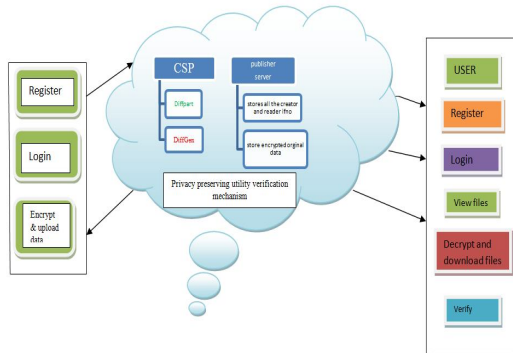 Register
Login
Encrypt
& upload
data
CSP
Diffpart
DiffGen
publisher
server
stores all the creator
and reader ifno
store encrypted orginal
data
Privacy preserving utility verification
mechanism
USER
Register
Login
View files
Decrypt and
download files
Verify